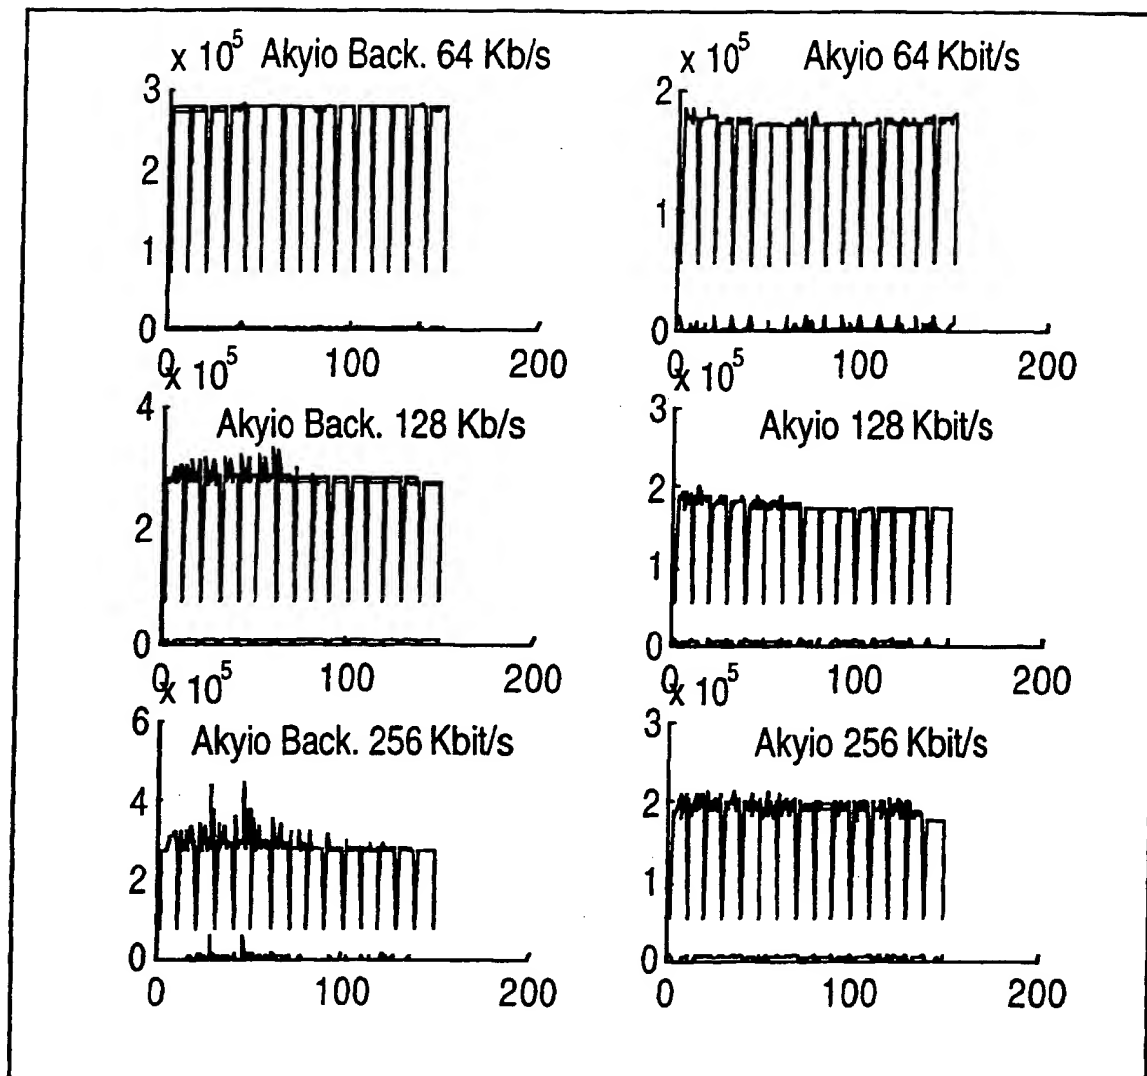 x 10^5 Akyio Back. 64 Kb/s
3
2
1
0
0 100 200
x 10^5 Akyio 64 Kbit/s
2
1
0
0 100 200
x 10^5
Akyio Back. 128 Kb/s
4
2
0
0 100 200
x 10^5
Akyio 128 Kbit/s
3
2
1
0
0 100 200
x 10^5
Akyio Back. 256 Kbit/s
6
4
2
0
0 100 200
x 10^5
Akyio 256 Kbit/s
3
2
1
0
0 100 200